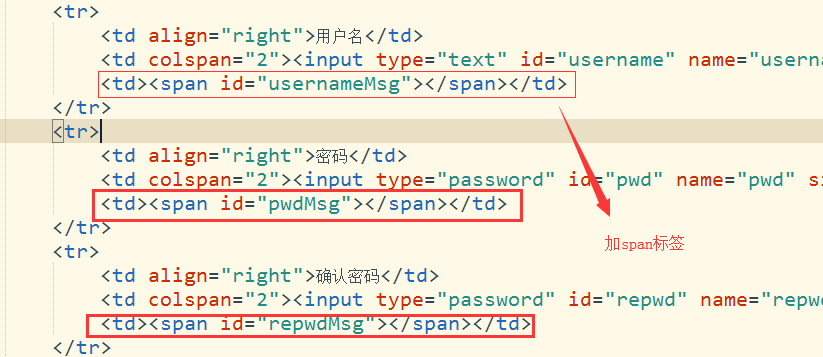 <tr>
<td align="right">用户名</td>
<td colspan="2"><input type="text" id="username" name="userna
<td><span id="usernameMsg"></span></td>
</tr>
<tr>
<td align="right">密码</td>
<td colspan="2"><input type="password" id="pwd" name="pwd" si
<td><span id="pwdMsg"></span></td>
</tr>
加span标签
<tr>
<td align="right">确认密码</td>
<td colspan="2"><input type="password" id="repwd" name="repwd
<td><span id="repwdMsg"></span></td>
</tr>